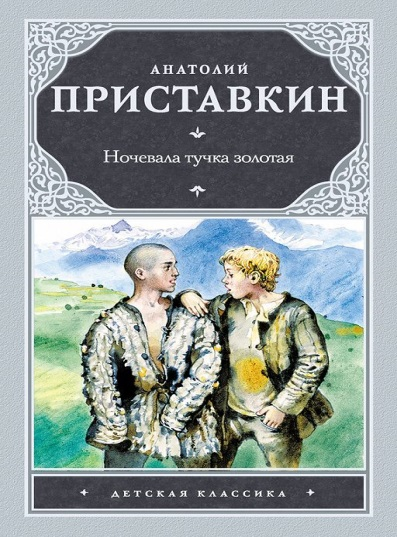 АНАТОЛИЙ
ПРИСТАВКИН
Ночевала тучка золотая
ДЕТСКАЯ КЛАССИКА